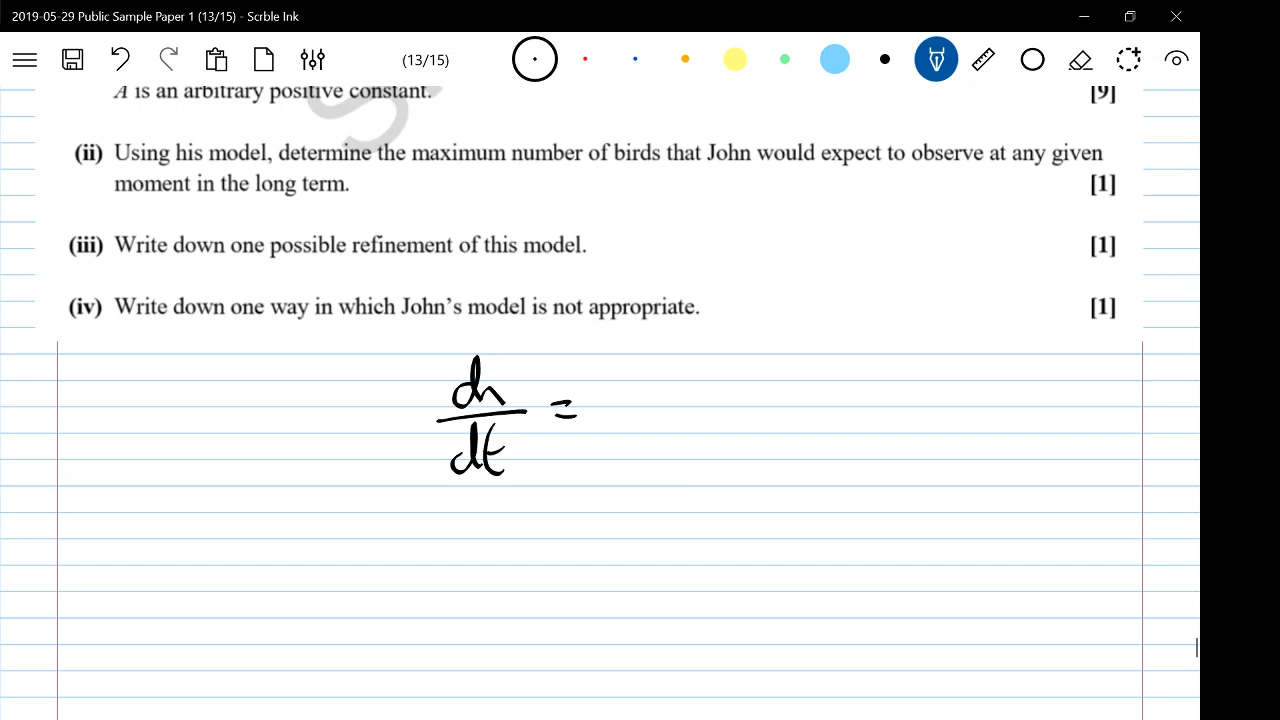 2019-05-29 Public Sample Paper 1 (13/15) - Scrble Ink
(13/15)
A is an arbitrary positive constant. [9]
(ii) Using his model, determine the maximum number of birds that John would expect to observe at any given
moment in the long term. [1]
(iii) Write down one possible refinement of this model. [1]
(iv) Write down one way in which John's model is not appropriate. [1]
dn
dt =